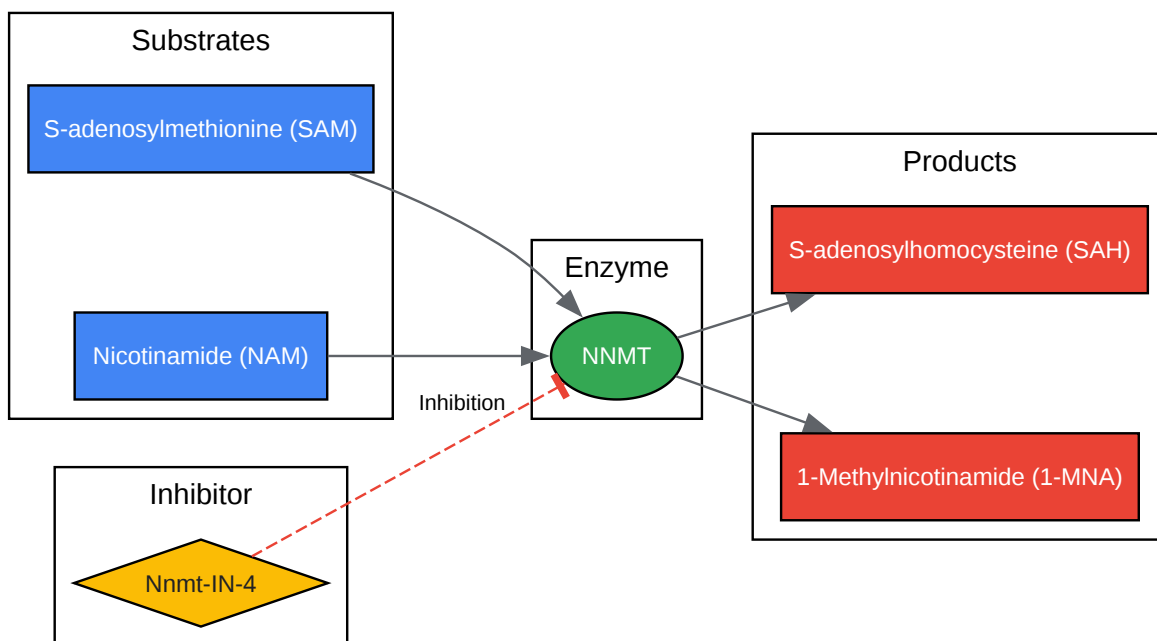 Substrates
S-adenosylmethionine (SAM)
Nicotinamide (NAM)
Enzyme
NNMT
Inhibition
Products
S-adenosylhomocysteine (SAH)
1-Methylnicotinamide (1-MNA)
Inhibitor
Nnmt-IN-4